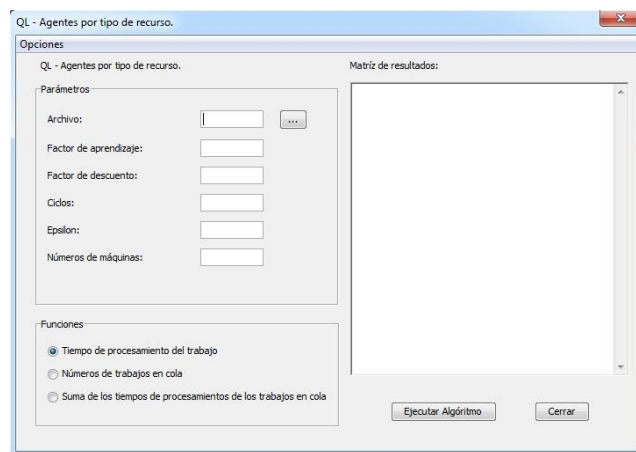 QL - Agentes por tipo de recurso.
Opciones
QL - Agentes por tipo de recurso.
Parámetros
Archivo:
...
Factor de aprendizaje:
Factor de descuento:
Ciclos:
Epsilon:
Números de máquinas:
Funciones
Tiempo de procesamiento del trabajo
Números de trabajos en cola
Suma de los tiempos de procesamientos de los trabajos en cola
Matríz de resultados:
Ejecutar Algóritmo
Cerrar